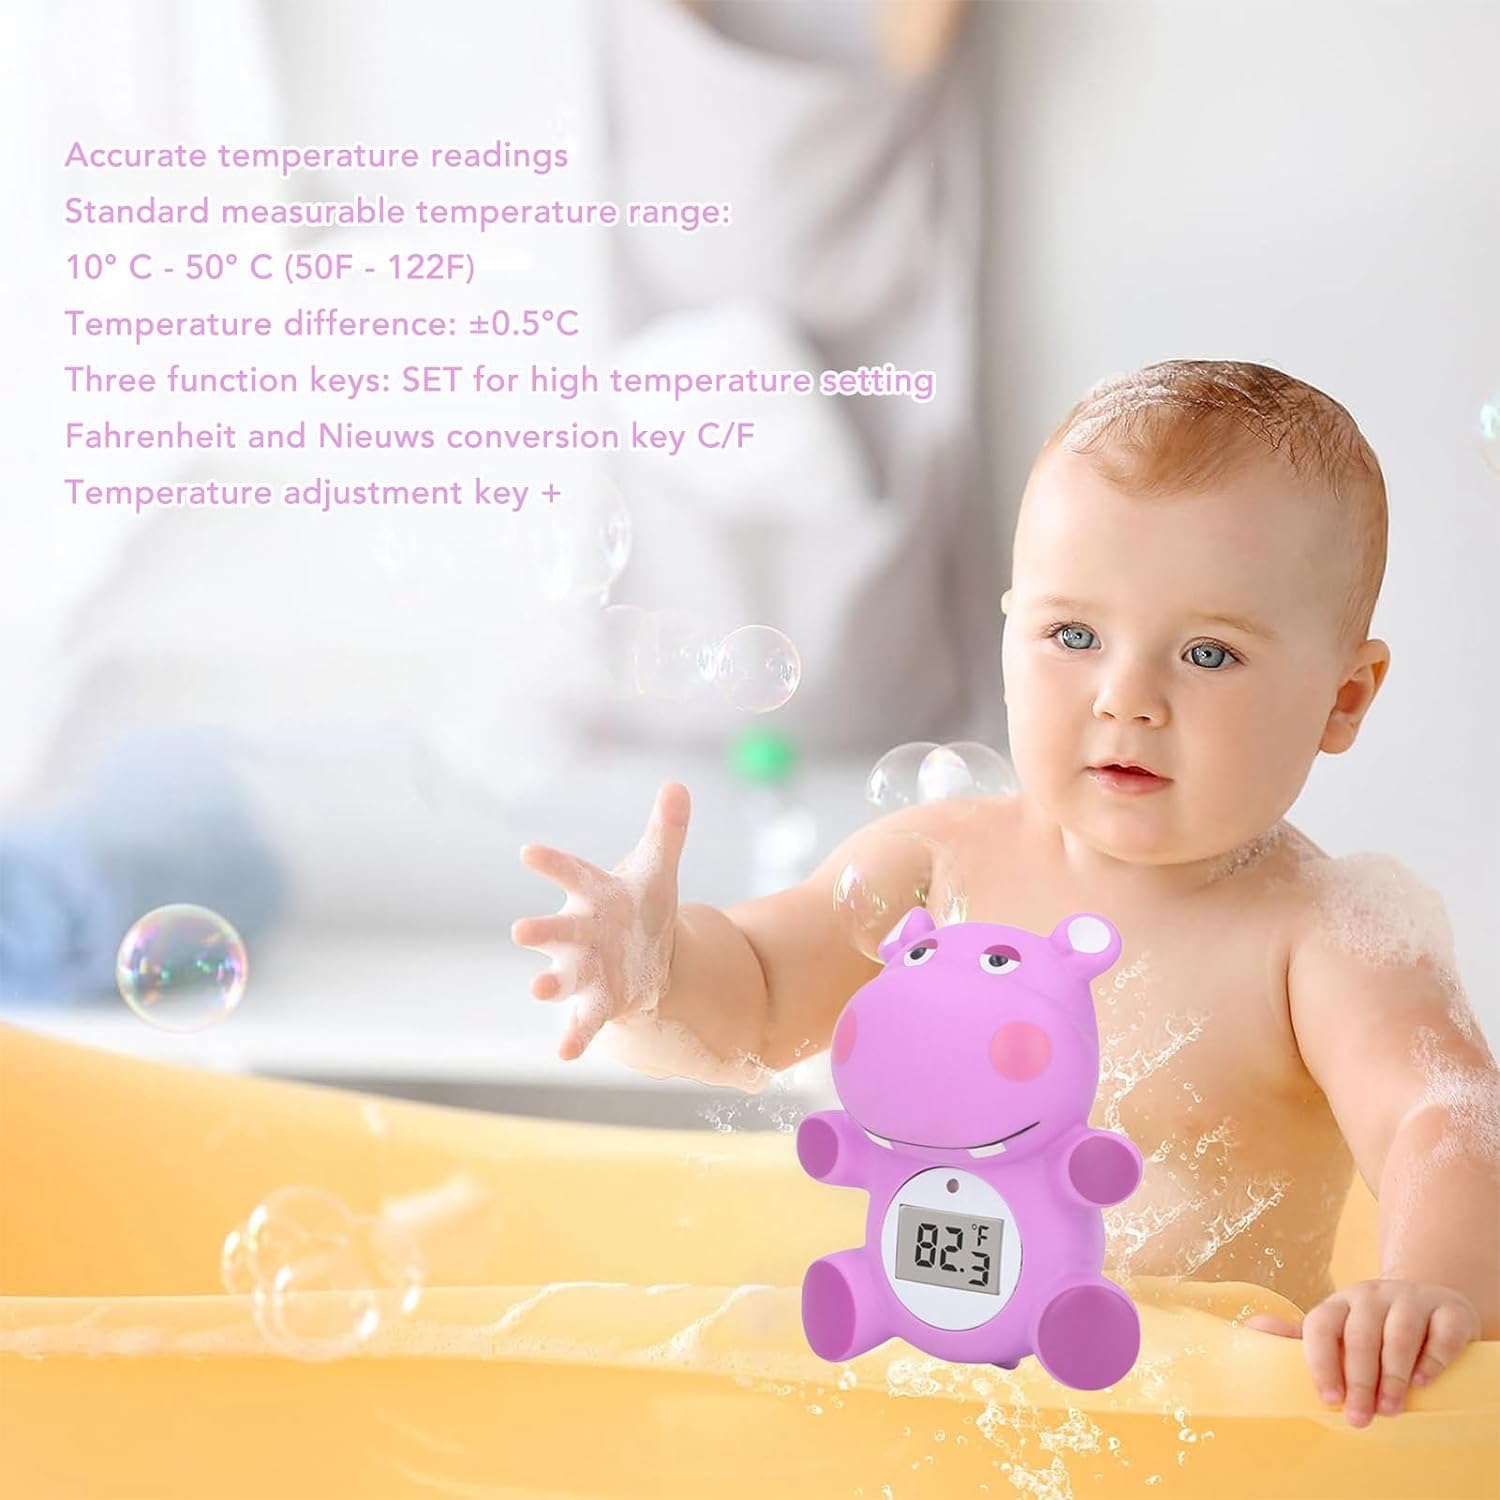 Accurate temperature readings
Standard measurable temperature range:
10° C - 50° C (50F - 122F)
Temperature difference: ±0.5°C
Three function keys: SET for high temperature setting
Fahrenheit and Nieuws conversion key C/F
Temperature adjustment key +
82.3 °F